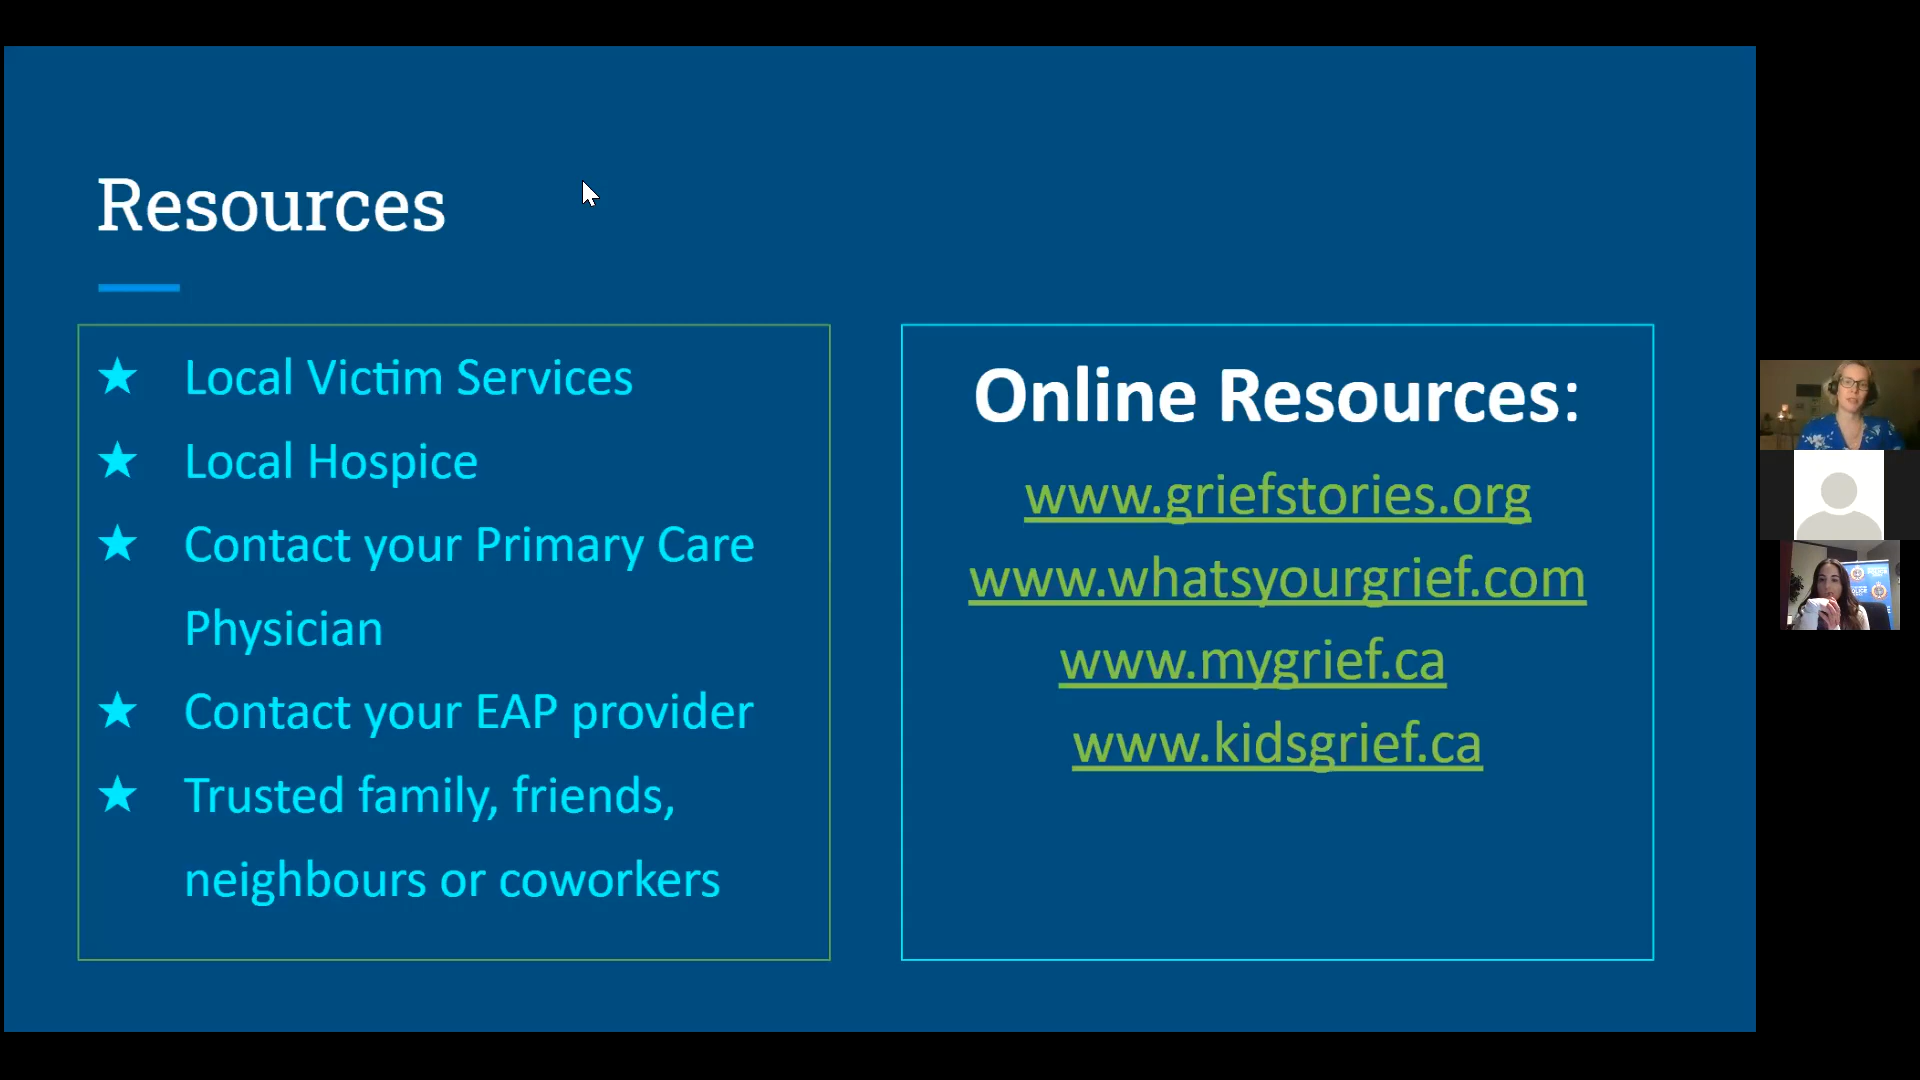 Resources
★ Local Victim Services
★ Local Hospice
★ Contact your Primary Care
Physician
★ Contact your EAP provider
★ Trusted family, friends,
neighbours or coworkers
Online Resources:
www.griefstories.org
www.whatsyourgrief.com
www.mygrief.ca
www.kidsgrief.ca